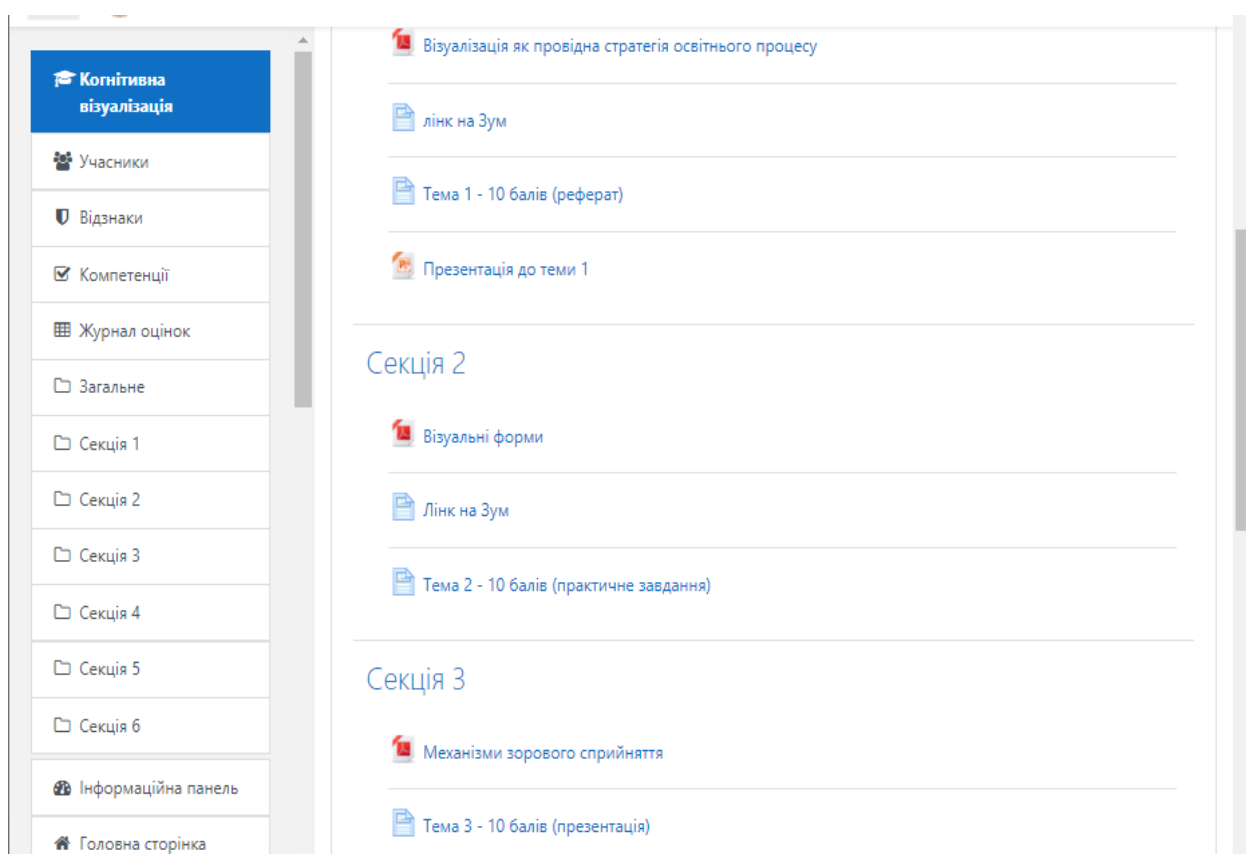 Когнітивна
візуалізація
Учасники
Відзнаки
Компетенції
Журнал оцінок
Загальне
Секція 1
Секція 2
Секція 3
Секція 4
Секція 5
Секція 6
Інформаційна панель
Головна сторінка
Візуалізація як провідна стратегія освітнього процесу
лінк на Зум
Тема 1 - 10 балів (реферат)
Презентація до теми 1
Секція 2
Візуальні форми
Лінк на Зум
Тема 2 - 10 балів (практичне завдання)
Секція 3
Механізми зорового сприйняття
Тема 3 - 10 балів (презентація)